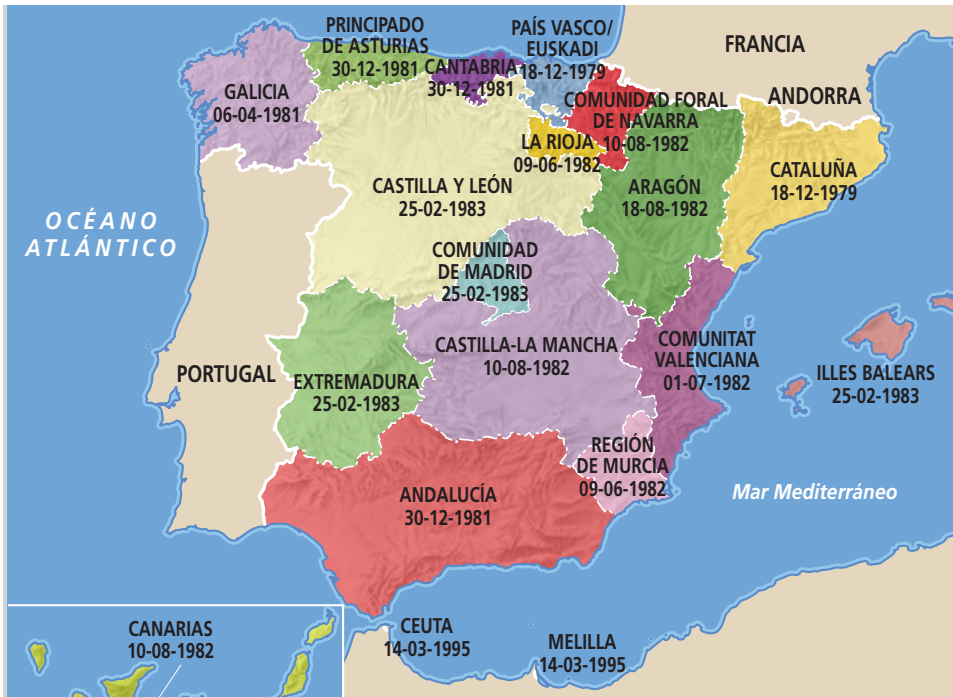 PRINCIPADO
DE ASTURIAS
30-12-1981
CANTABRIA
30-12-1981
PAÍS VASCO/
EUSKADI
18-12-1979
FRANCIA
GALICIA
06-04-1981
COMUNIDAD FORAL
DE NAVARRA
10-08-1982
ANDORRA
LA RIOJA
09-06-1982
CASTILLA Y LEÓN
25-02-1983
ARAGÓN
18-08-1982
CATALUÑA
18-12-1979
OCÉANO
ATLÁNTICO
COMUNIDAD
DE MADRID
25-02-1983
PORTUGAL
EXTREMADURA
25-02-1983
CASTILLA-LA MANCHA
10-08-1982
COMUNITAT
VALENCIANA
01-07-1982
ILLES BALEARS
25-02-1983
REGIÓN
DE MURCIA
09-06-1982
Mar Mediterráneo
ANDALUCÍA
30-12-1981
CANARIAS
10-08-1982
CEUTA
14-03-1995
MELILLA
14-03-1995